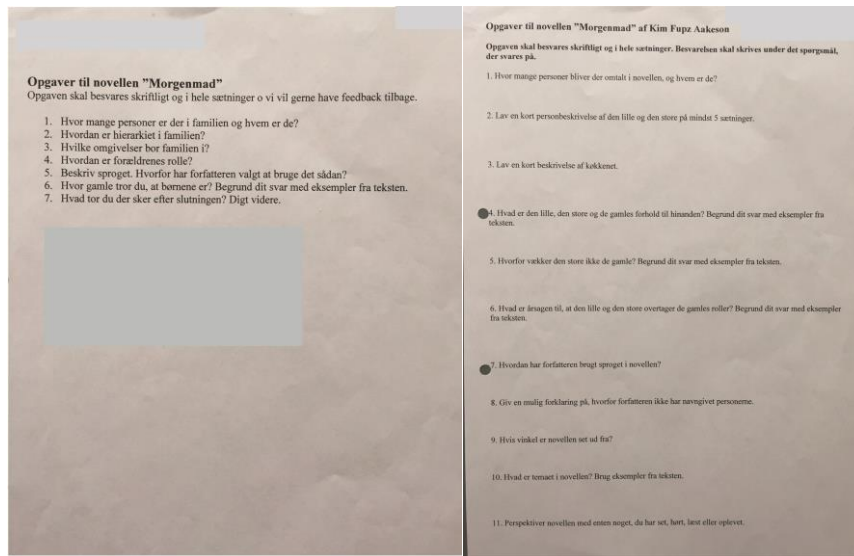 Opgaver til novellen ”Morgenmad”
Opgaven skal besvares skriftligt og i hele sætninger o vi vil gerne have feedback tilbage.
1. Hvor mange personer er der i familien og hvem er de?
2. Hvordan er hierarkiet i familien?
3. Hvilke omgivelser bor familien i?
4. Hvordan er forældrenes rolle?
5. Beskriv sproget. Hvorfor har forfatteren valgt at bruge det sådan?
6. Hvor gamle tror du, at børnene er? Begrund dit svar med eksempler fra teksten.
7. Hvad tor du der sker efter slutningen? Digt videre.
Opgaver til novellen ”Morgenmad” af Kim Fupz Aakeson
Opgaven skal besvares skriftligt og i hele sætninger. Besvarelsen skal skrives under det spørgsmål,
der svares på.
1. Hvor mange personer bliver der omtalt i novellen, og hvem er de?
2. Lav en kort personbeskrivelse af den lille og den store på mindst 5 sætninger.
3. Lav en kort beskrivelse af køkkenet.
4. Hvad er den lille, den store og de gamles forhold til hinanden? Begrund dit svar med eksempler fra
teksten.
5. Hvorfor vækker den store ikke de gamle? Begrund dit svar med eksempler fra teksten.
6. Hvad er årsagen til, at den lille og den store overtager de gamles roller? Begrund dit svar med eksempler
fra teksten.
7. Hvordan har forfatteren brugt sproget i novellen?
8. Giv en mulig forklaring på, hvorfor forfatteren ikke har navngivet personerne.
9. Hvis vinkel er novellen set ud fra?
10. Hvad er temaet i novellen? Brug eksempler fra teksten.
11. Perspektiver novellen med enten noget, du har set, hørt, læst eller oplevet.